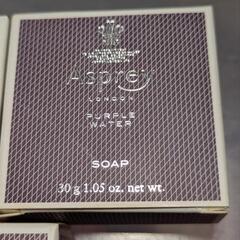 Asprey
LONDON
PURPLE
WATER
SOAP
30 g 1.05 oz. net wt.